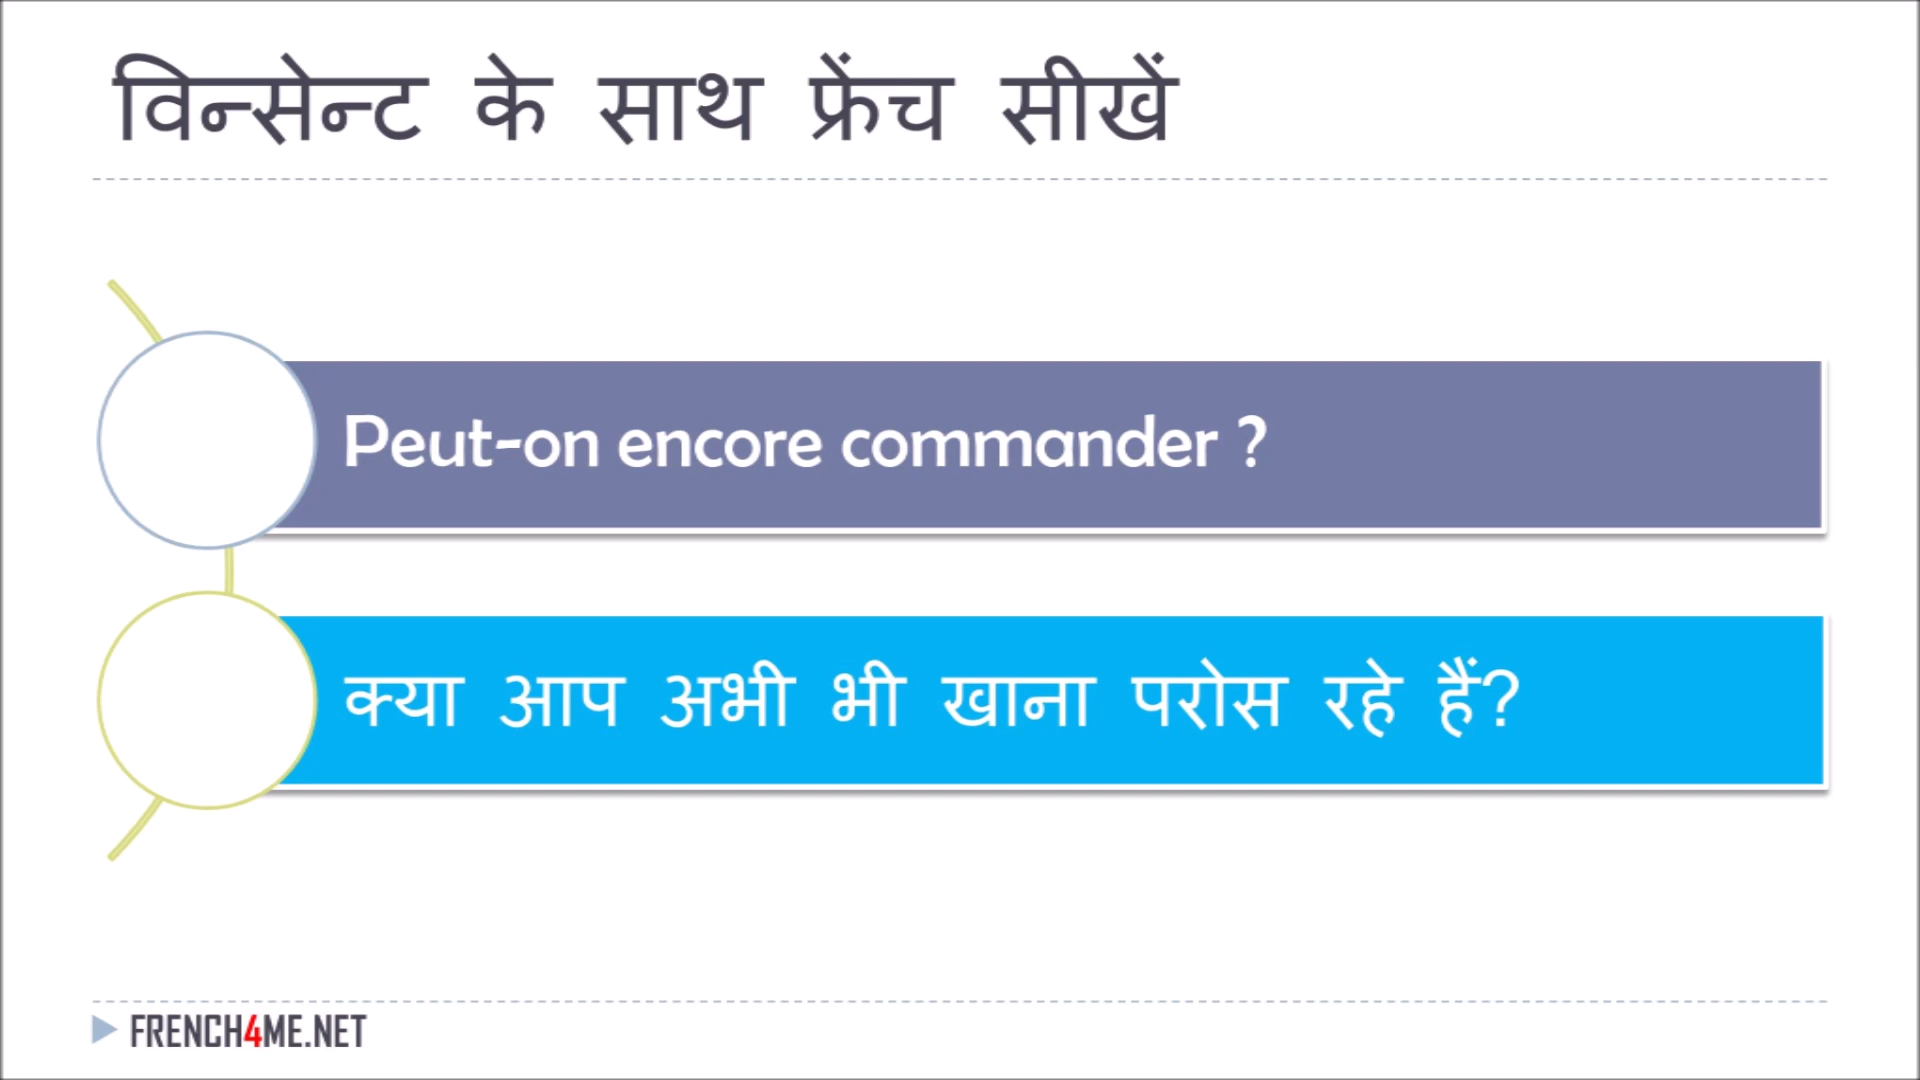 विन्सेन्ट के साथ फ्रेंच सीखें
Peut-on encore commander ?
क्या आप अभी भी खाना परोस रहे हैं?
FRENCH4ME.NET